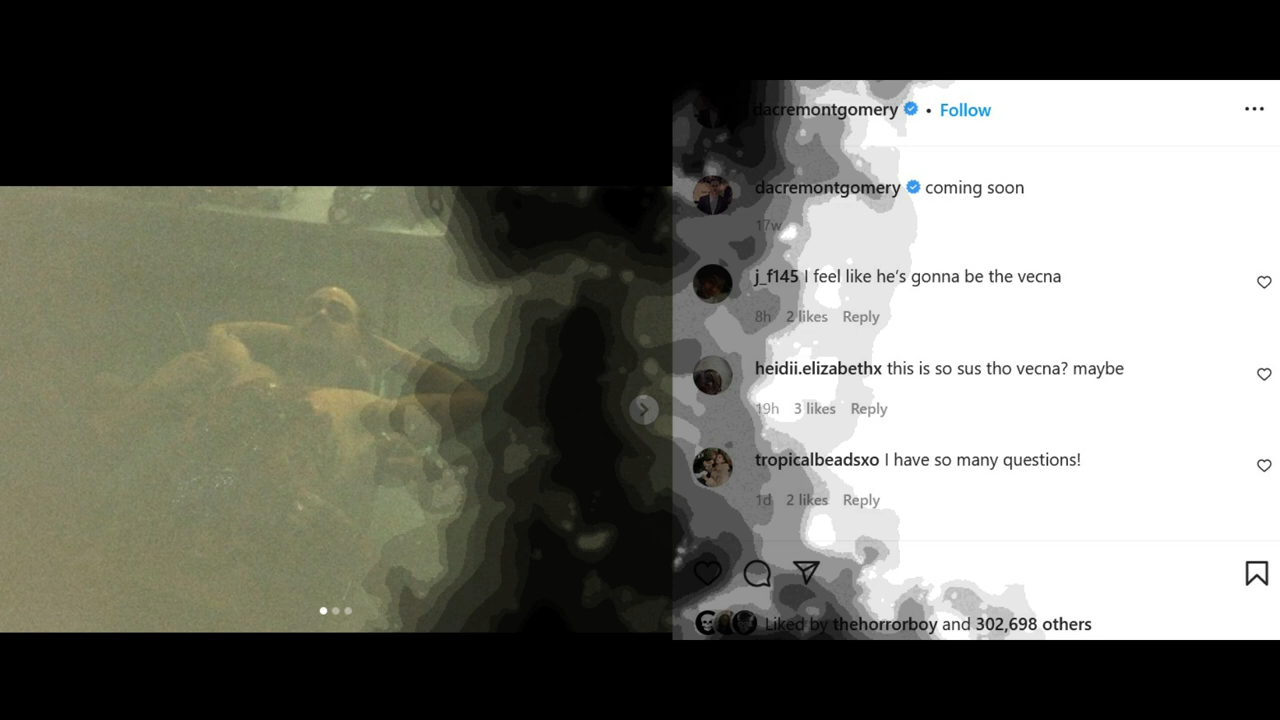 dacremontgomery • Follow
dacremontgomery coming soon
17w
j_f145 I feel like he's gonna be the vecna
8h 2 likes Reply
heidii.elizabethx this is so sus tho vecna? maybe
19h 3 likes Reply
tropicalbeadsxo I have so many questions!
1d 2 likes Reply
Liked by thehorrorboy and 302,698 others